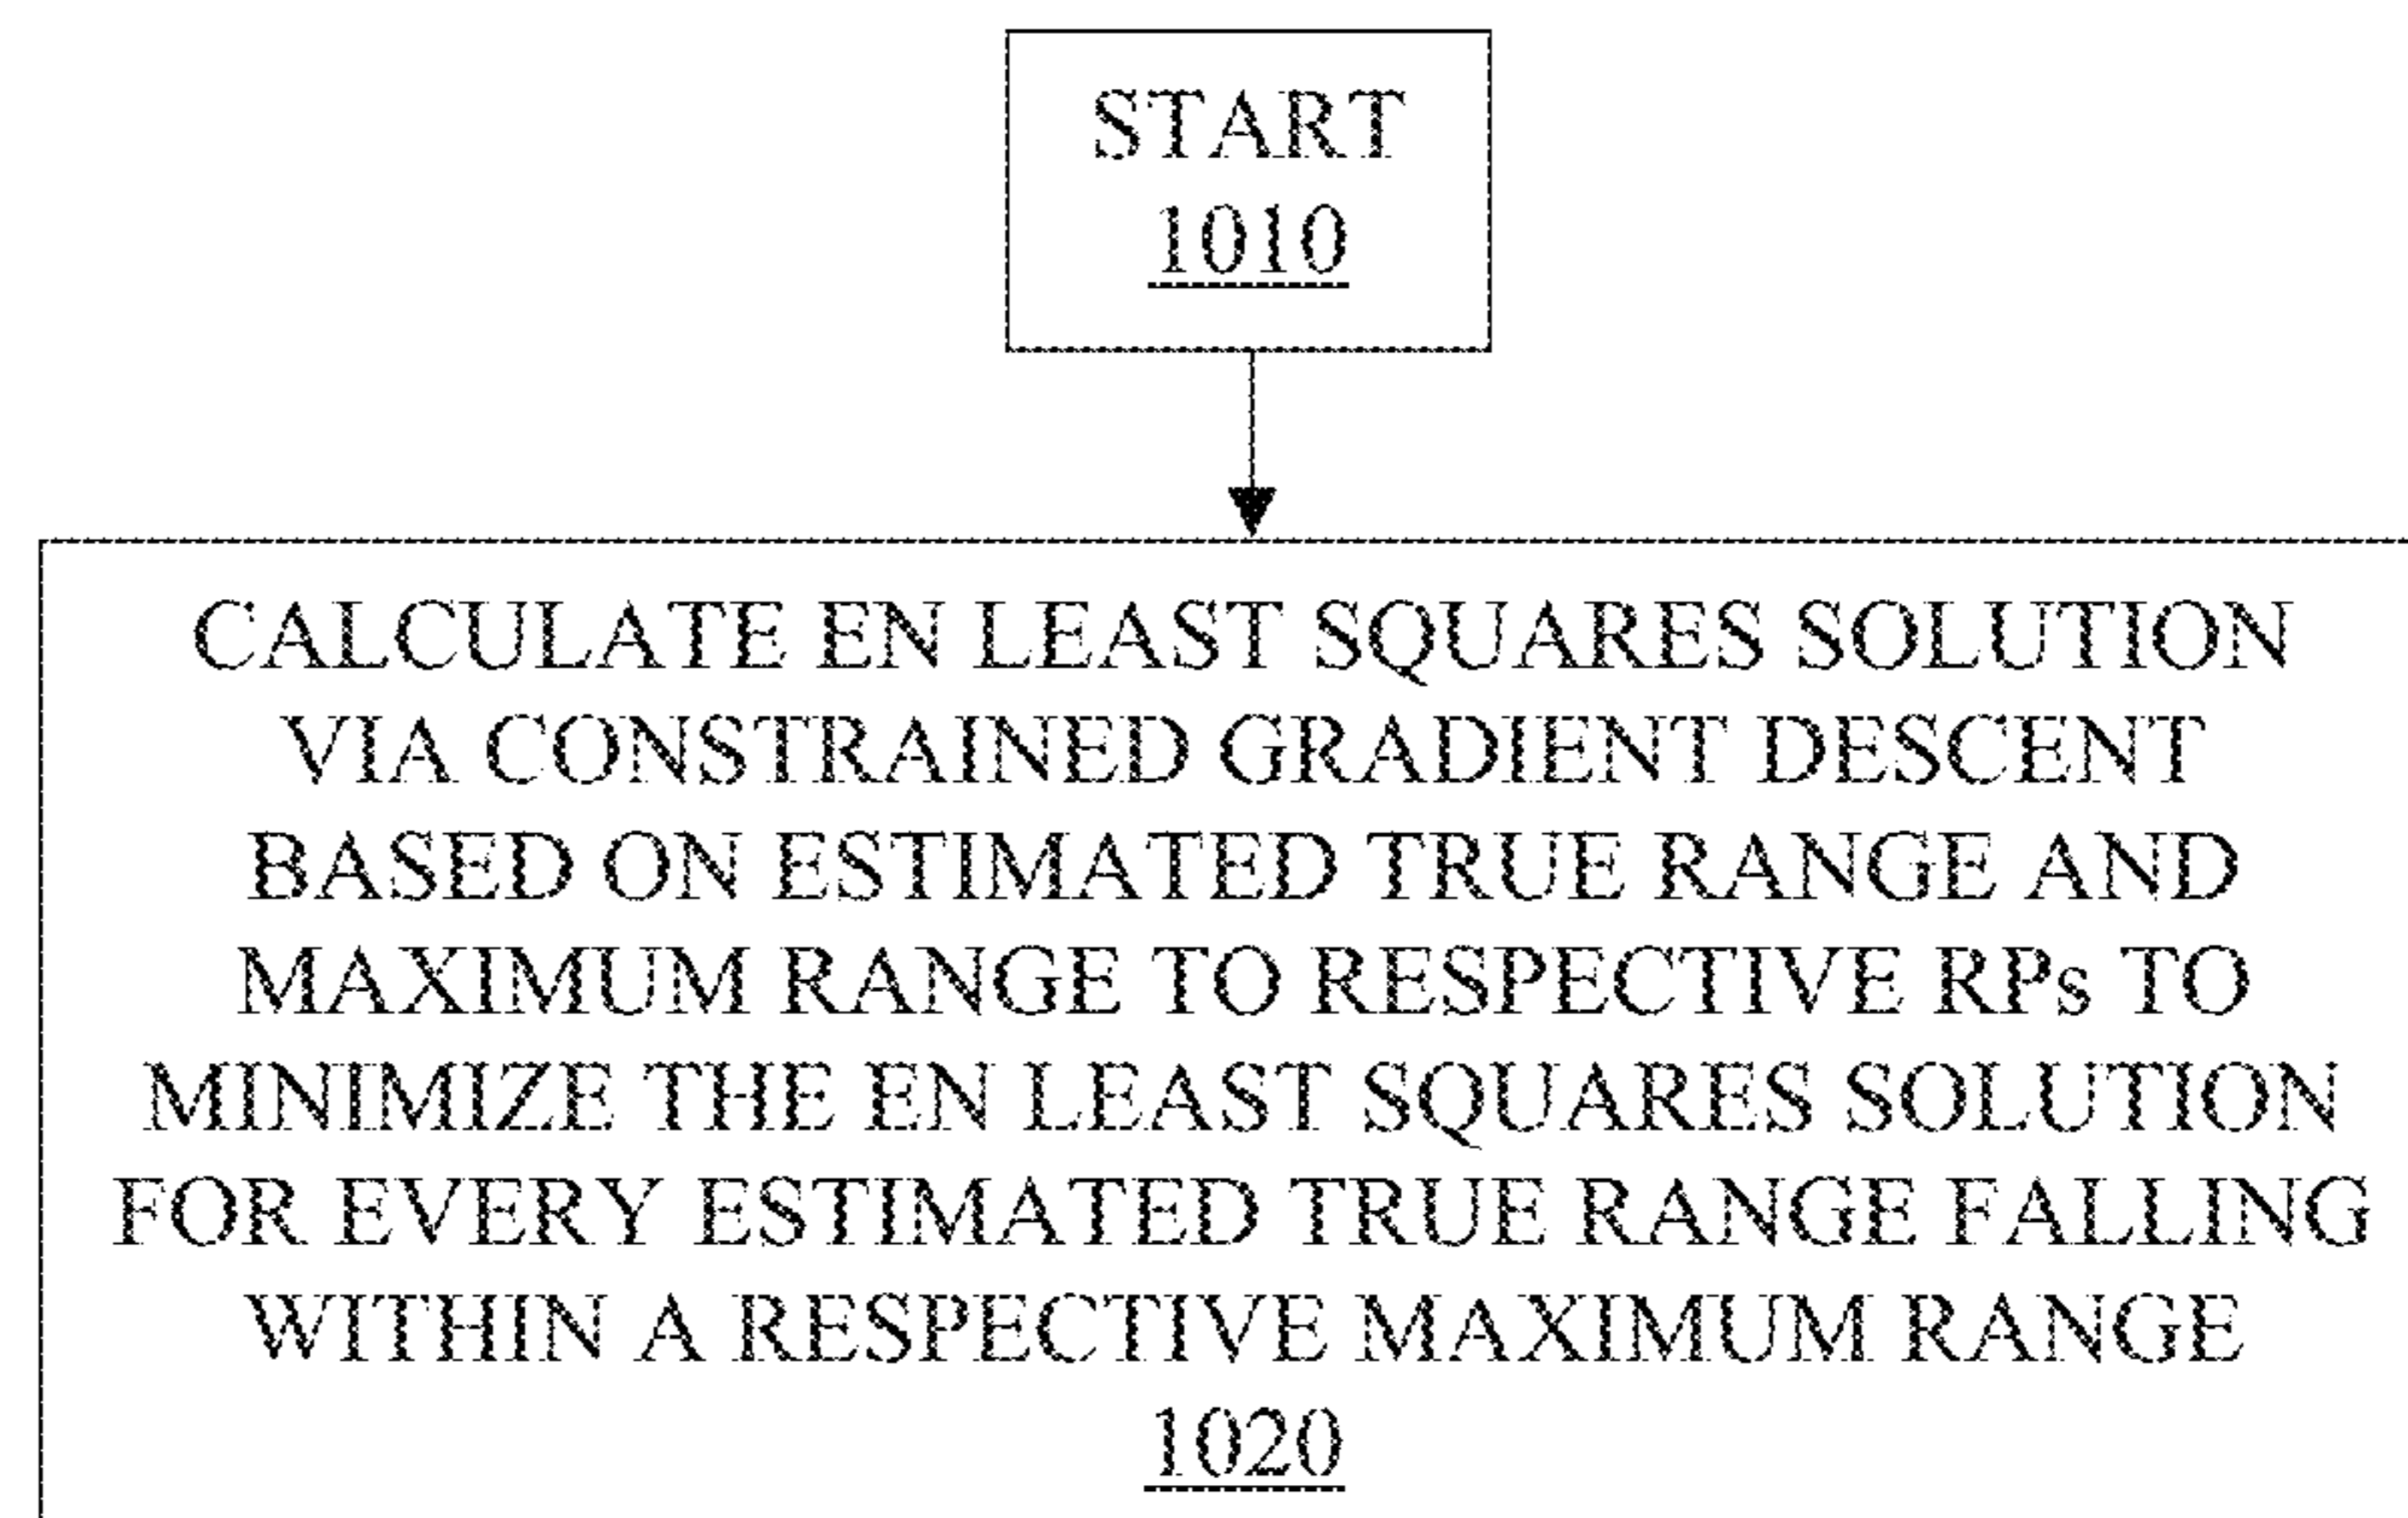 START
1010
CALCULATE EN LEAST SQUARES SOLUTION
VIA CONSTRAINED GRADIENT DESCENT
BASED ON ESTIMATED TRUE RANGE AND
MAXIMUM RANGE TO RESPECTIVE RPs TO
MINIMIZE THE EN LEAST SQUARES SOLUTION
FOR EVERY ESTIMATED TRUE RANGE FALLING
WITHIN A RESPECTIVE MAXIMUM RANGE
1020